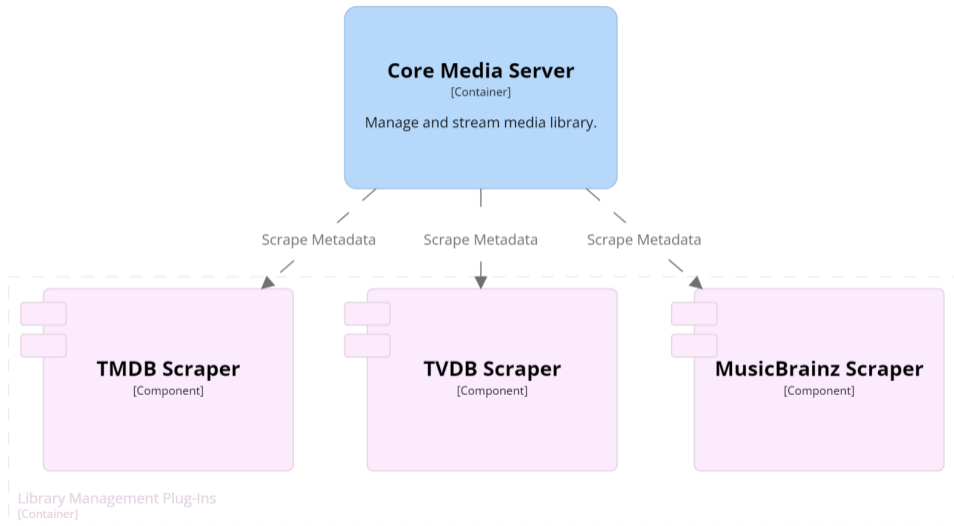 Core Media Server
[Container]
Manage and stream media library.
Scrape Metadata
Scrape Metadata
Scrape Metadata
TMDB Scraper
[Component]
TVDB Scraper
[Component]
MusicBrainz Scraper
[Component]
Library Management Plug-Ins
[Container]